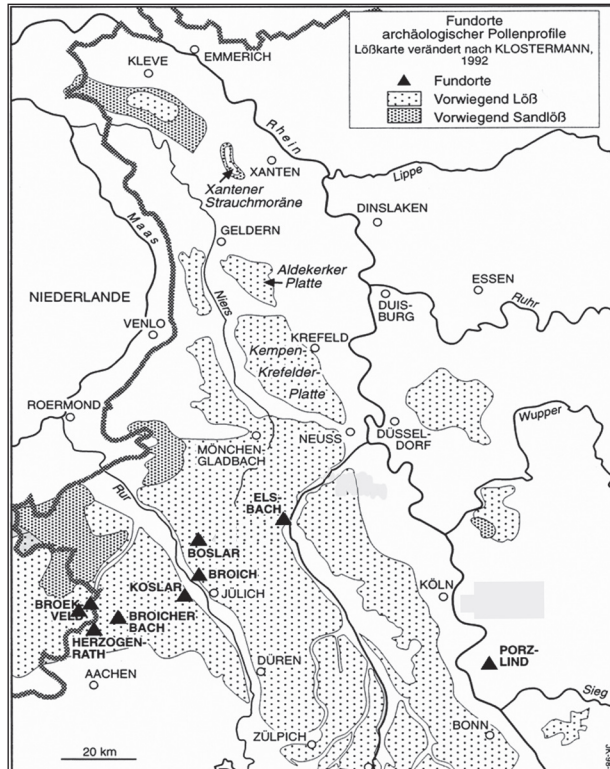 Fundorte
archäologischer Pollenprofile
Lößkarte verändert nach KLOSTERMANN,
1992
Fundorte
Vorwiegend Löß
Vorwiegend Sandlöß
KLEVE
EMMERICH
Rhein
XANTEN
Xantener
Strauchmoräne
Lippe
Maas
DINSLAKEN
GELDERN
Aldekerker
Platte
NIEDERLANDE
Niers
ESSEN
DUIS-
BURG
Ruhr
VENLO
KREFELD
Kempen-
Krefelder-
Platte
ROERMOND
Wupper
NEUSS
DÜSSEL-
DORF
MÖNCHEN-
GLADBACH
Rur
ELS-
BACH
BOSLAR
BROICH
KOSLAR
JÜLICH
KÖLN
BROEK-
VELD
BROICHER
BACH
HERZOGEN-
RATH
PORZ-
LIND
AACHEN
DÜREN
Sieg
BONN
ZÜLPICH
20 km